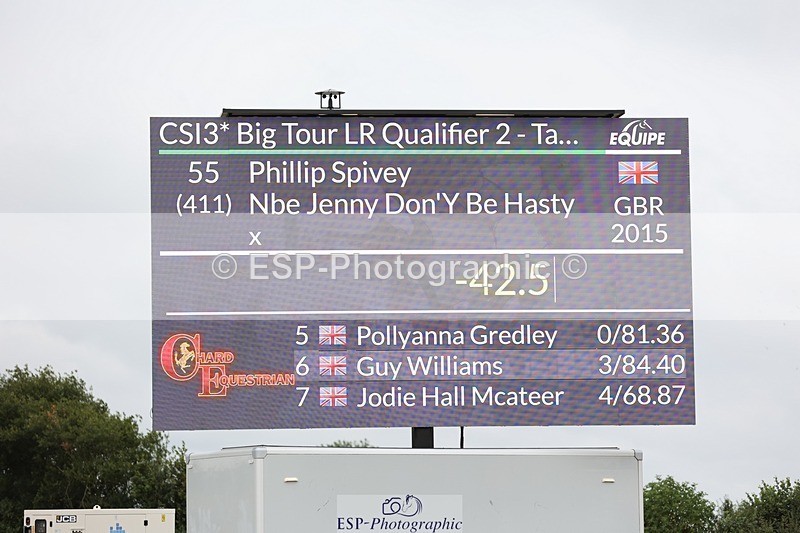 CSI3* Big Tour LR Qualifier 2 - Ta... EQUIPE
55 Phillip Spivey
(411) Nbe Jenny Don'Y Be Hasty GBR
x 2015
© ESP-Photographic ©
-42.5
5 Pollyanna Gredley 0/81.36
6 Guy Williams 3/84.40
7 Jodie Hall Mcateer 4/68.87
CHARD
EQUESTRIAN
JCB
ESP-Photographic